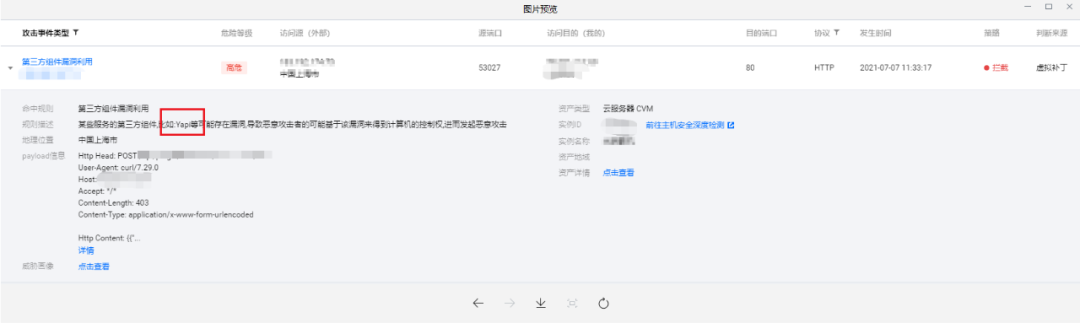 图片预览
攻击事件类型 危险等级 访问源（外部） 源端口 访问目的（我的） 目的端口 协议 发生时间 策略 判断来源
第三方组件漏洞利用 高危 中国上海市 53027 80 HTTP 2021-07-07 11:33:17 拦截 虚拟补丁
命中规则 第三方组件漏洞利用 资产类型 云服务器 CVM
规则描述 某些服务的第三方组件,比如:Yapi等可能存在漏洞,导致恶意攻击者的可能基于该漏洞来得到计算机的控制权,进而发起恶意攻击 实例ID 前往主机安全深度检测
地理位置 中国上海市 实例名称
payload信息 Http Head: POST 资产地域
User-Agent: curl/7.29.0 资产详情 点击查看
Host:
Accept: */*
Content-Length: 403
Content-Type: application/x-www-form-urlencoded
Http Content: {{"...
详情
威胁画像 点击查看